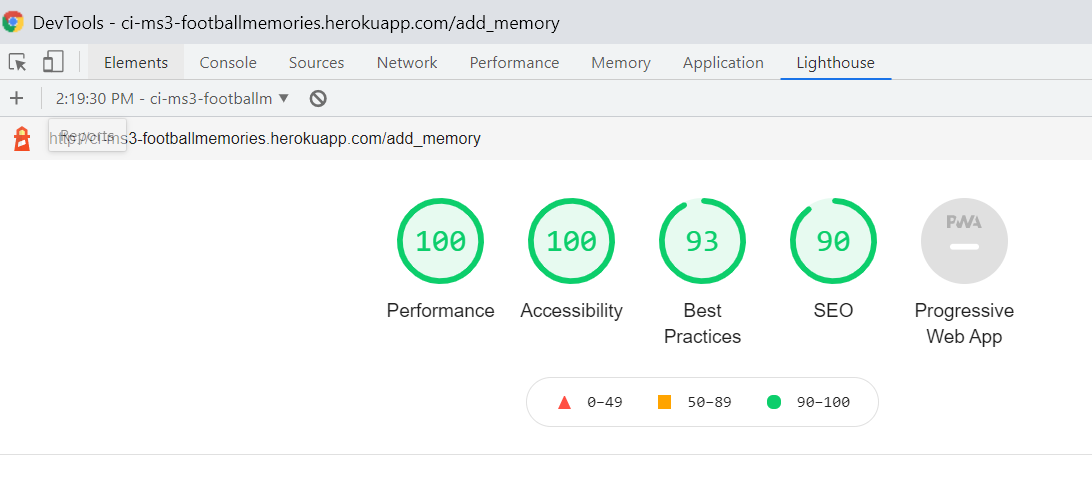 DevTools - ci-ms3-footballmemories.herokuapp.com/add_memory
Elements Console Sources Network Performance Memory Application Lighthouse
2:19:30 PM - ci-ms3-footballm
Reports
http://ci-ms3-footballmemories.herokuapp.com/add_memory
100 100 93 90 PWA
Performance Accessibility Best Practices SEO Progressive Web App
0–49 50–89 90–100